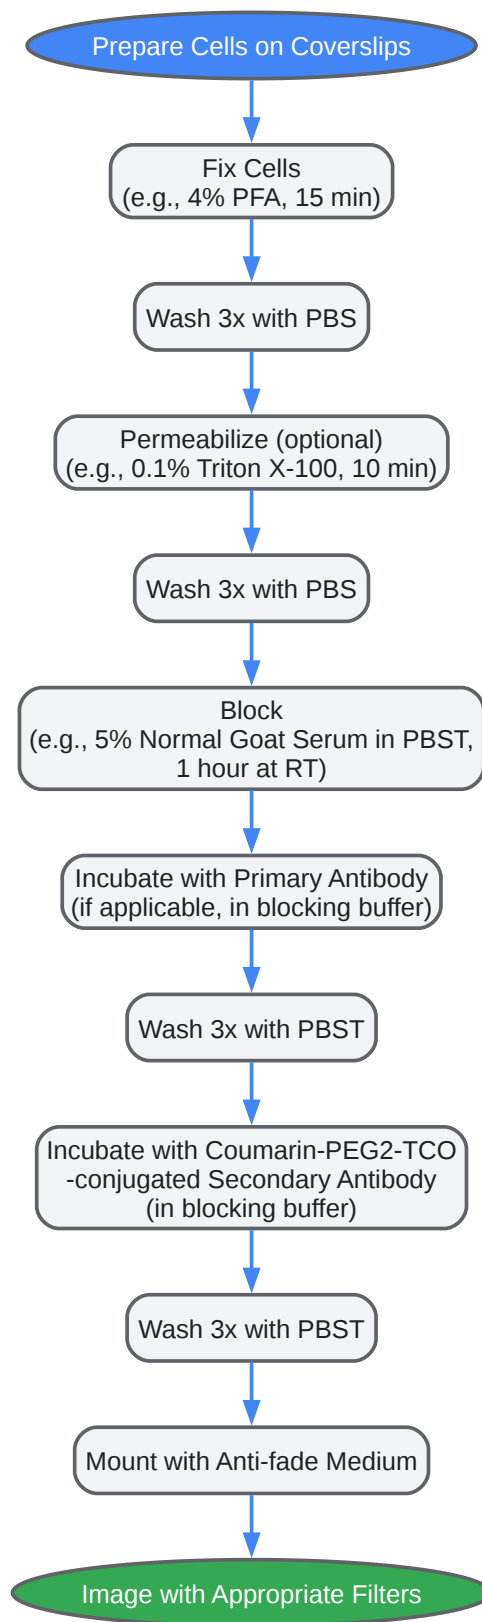 Prepare Cells on Coverslips
Fix Cells
(e.g., 4% PFA, 15 min)
Wash 3x with PBS
Permeabilize (optional)
(e.g., 0.1% Triton X-100, 10 min)
Wash 3x with PBS
Block
(e.g., 5% Normal Goat Serum in PBST,
1 hour at RT)
Incubate with Primary Antibody
(if applicable, in blocking buffer)
Wash 3x with PBST
Incubate with Coumarin-PEG2-TCO
-conjugated Secondary Antibody
(in blocking buffer)
Wash 3x with PBST
Mount with Anti-fade Medium
Image with Appropriate Filters